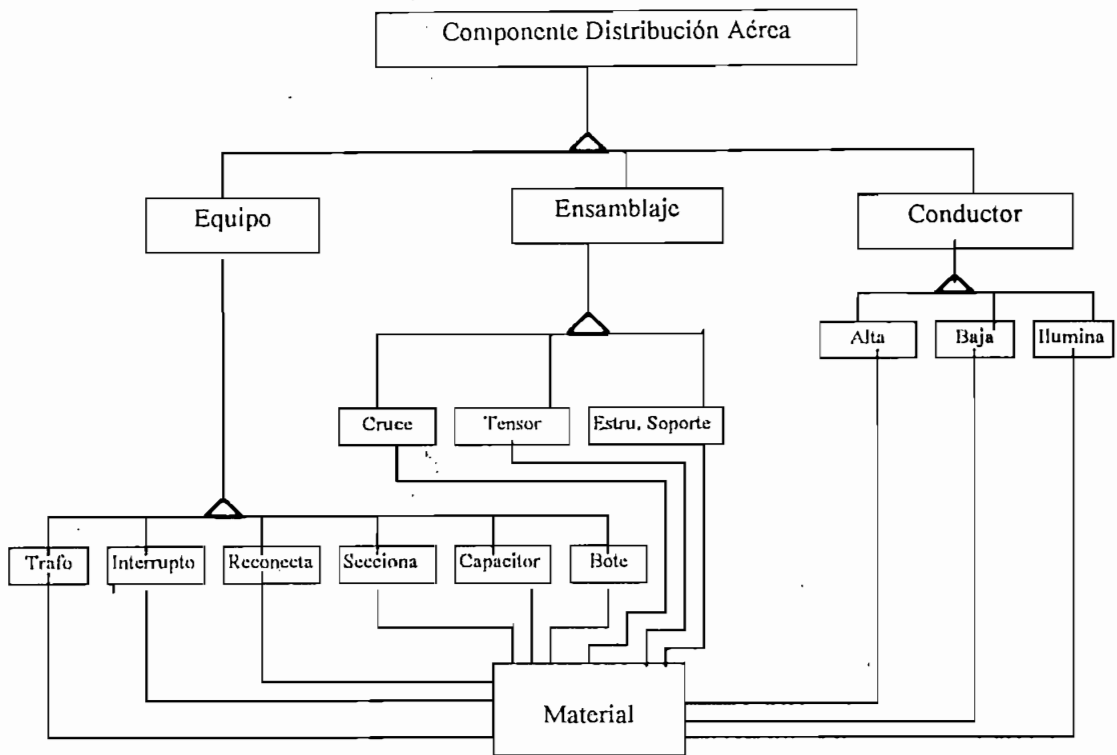 Componente Distribución Aérea
Equipo
Ensamblaje
Conductor
Alta
Baja
Ilumina
Cruce
Tensor
Estru. Soporte
Trafo
Interrupto
Reconecta
Secciona
Capacitor
Bote
Material